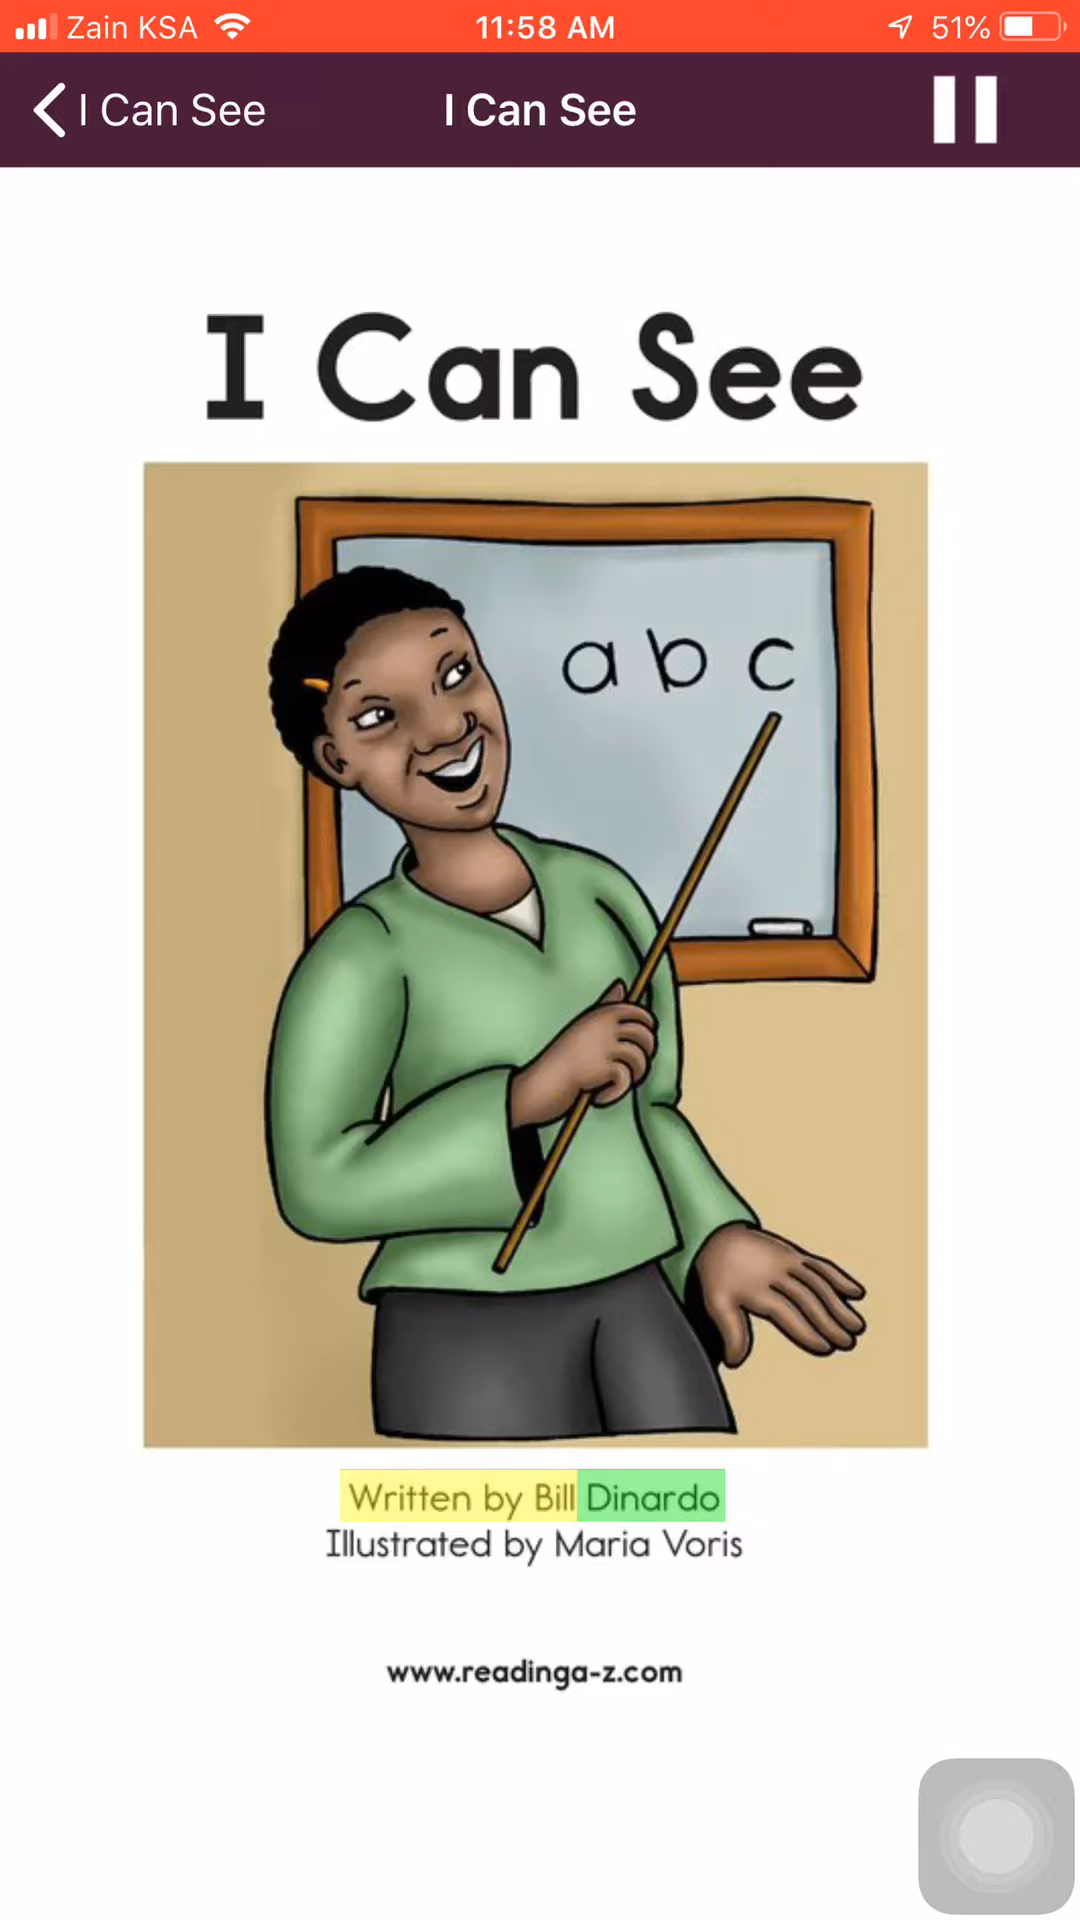 Zain KSA 11:58 AM 51%
I Can See I Can See
I Can See
a b c
Written by Bill Dinardo
Illustrated by Maria Voris
www.readinga-z.com